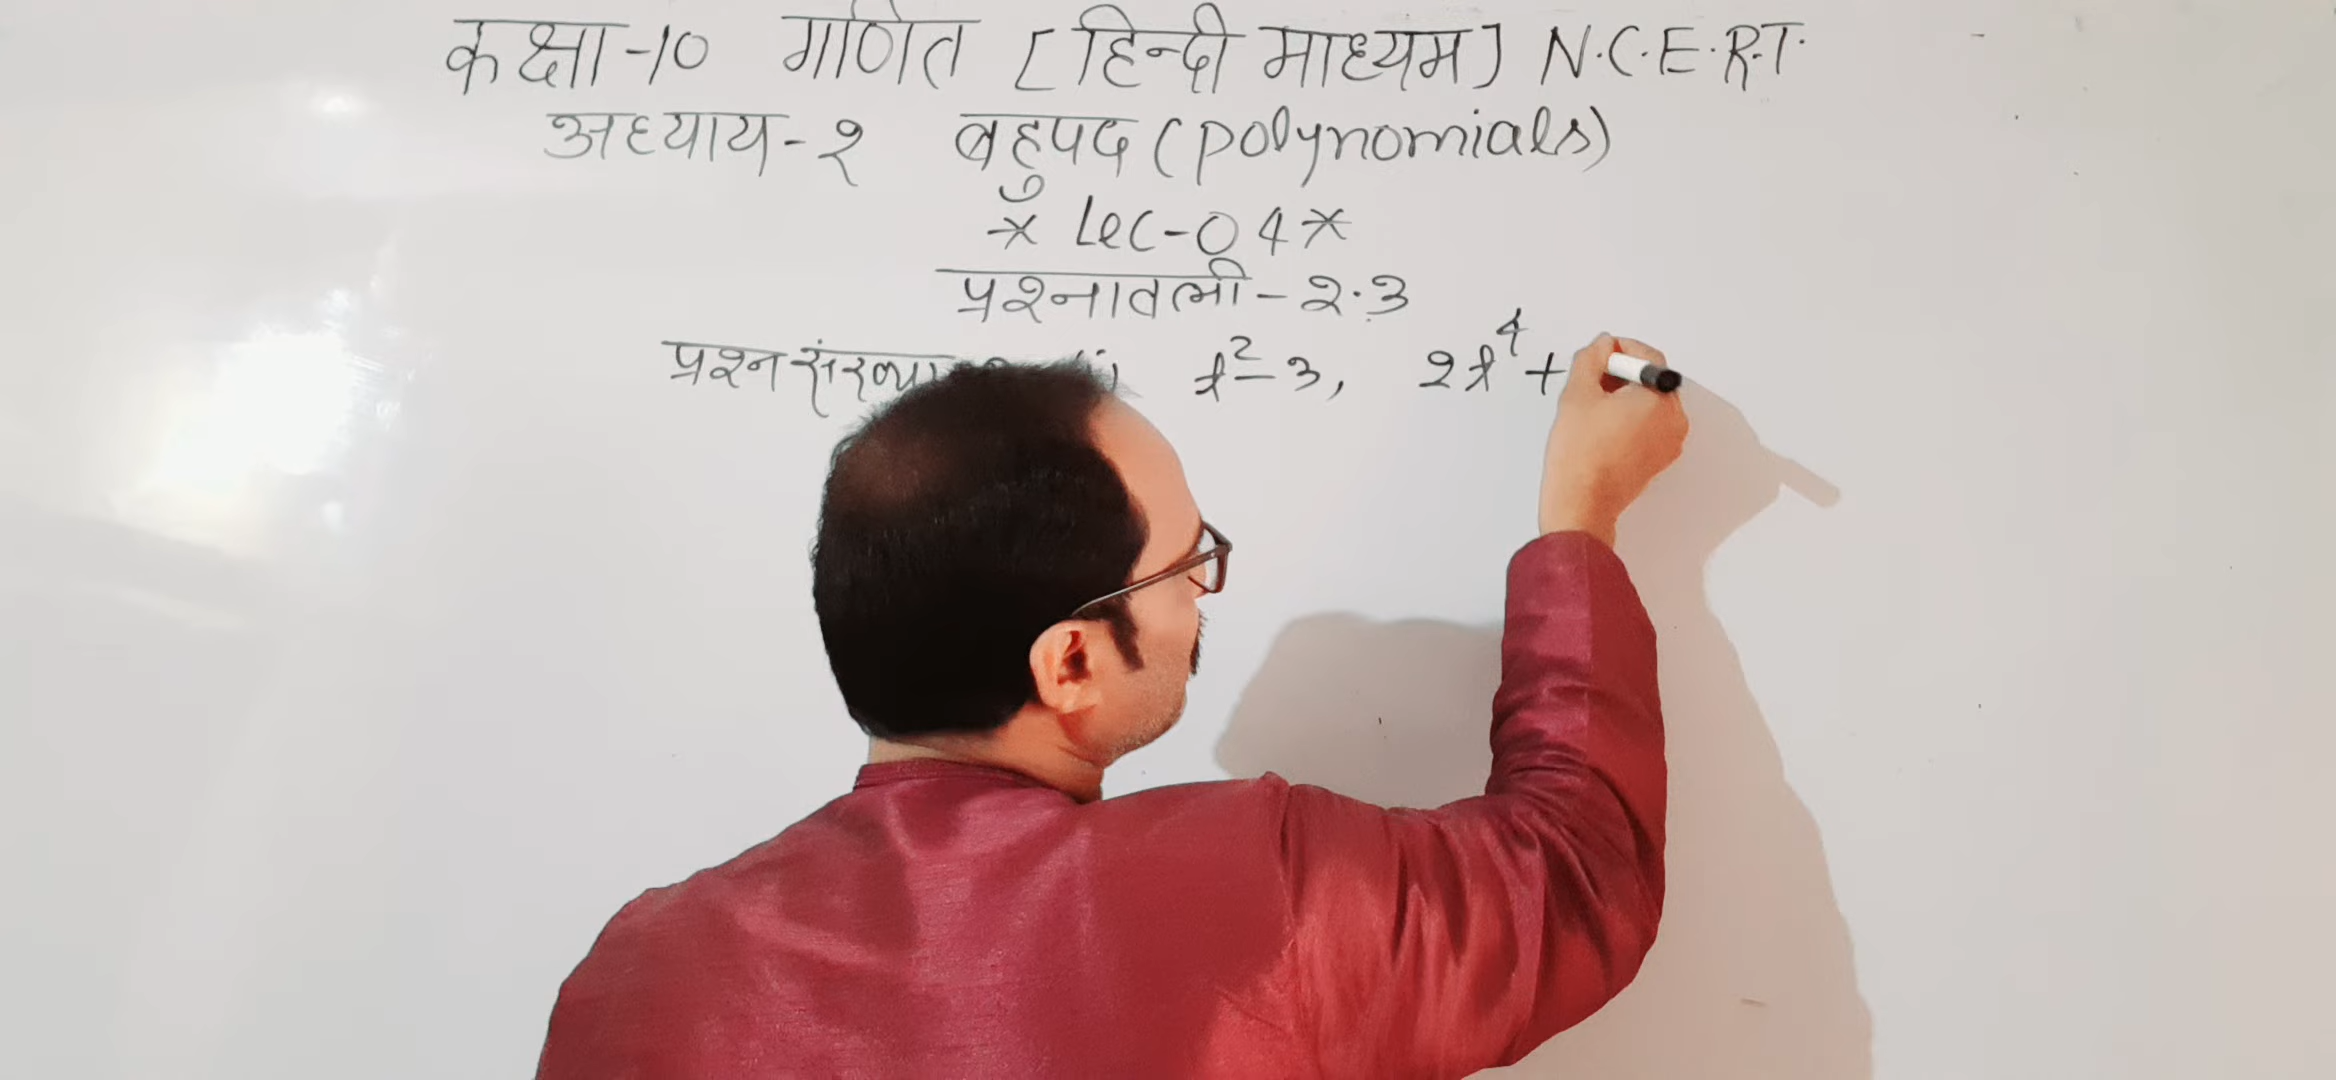 कक्षा-10 गणित [हिन्दी माध्यम] N.C.E.R.T.
अध्याय-२ बहुपद (polynomials)
* Lec-04 *
प्रश्नावली-२.३
प्रश्न संख्या x²-3, 2x⁴+